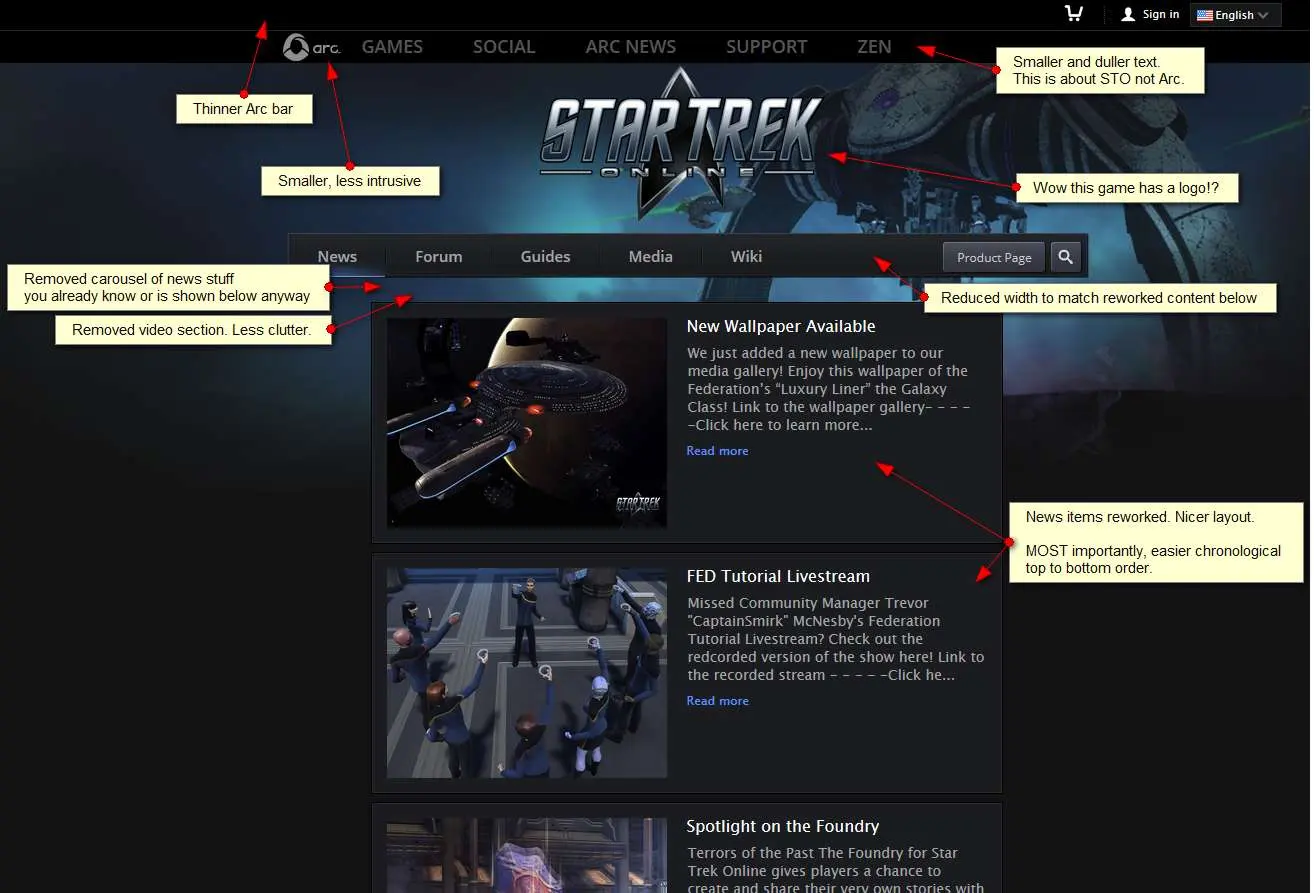 Sign in
English
arc.
GAMES
SOCIAL
ARC NEWS
SUPPORT
ZEN
Smaller and duller text.
This is about STO not Arc.
Thinner Arc bar
Smaller, less intrusive
STAR TREK
ONLINE
Wow this game has a logo!?
News
Forum
Guides
Media
Wiki
Product Page
Removed carousel of news stuff
you already know or is shown below anyway
Reduced width to match reworked content below
Removed video section. Less clutter.
New Wallpaper Available
We just added a new wallpaper to our
media gallery! Enjoy this wallpaper of the
Federation’s “Luxury Liner” the Galaxy
Class! Link to the wallpaper gallery– – – –
–Click here to learn more...
Read more
STAR TREK
News items reworked. Nicer layout.
MOST importantly, easier chronological
top to bottom order.
FED Tutorial Livestream
Missed Community Manager Trevor
"CaptainSmirk" McNesby's Federation
Tutorial Livestream? Check out the
redcorded version of the show here! Link to
the recorded stream – – – – –Click he...
Read more
Spotlight on the Foundry
Terrors of the Past The Foundry for Star
Trek Online gives players a chance to
create and share their very own stories with